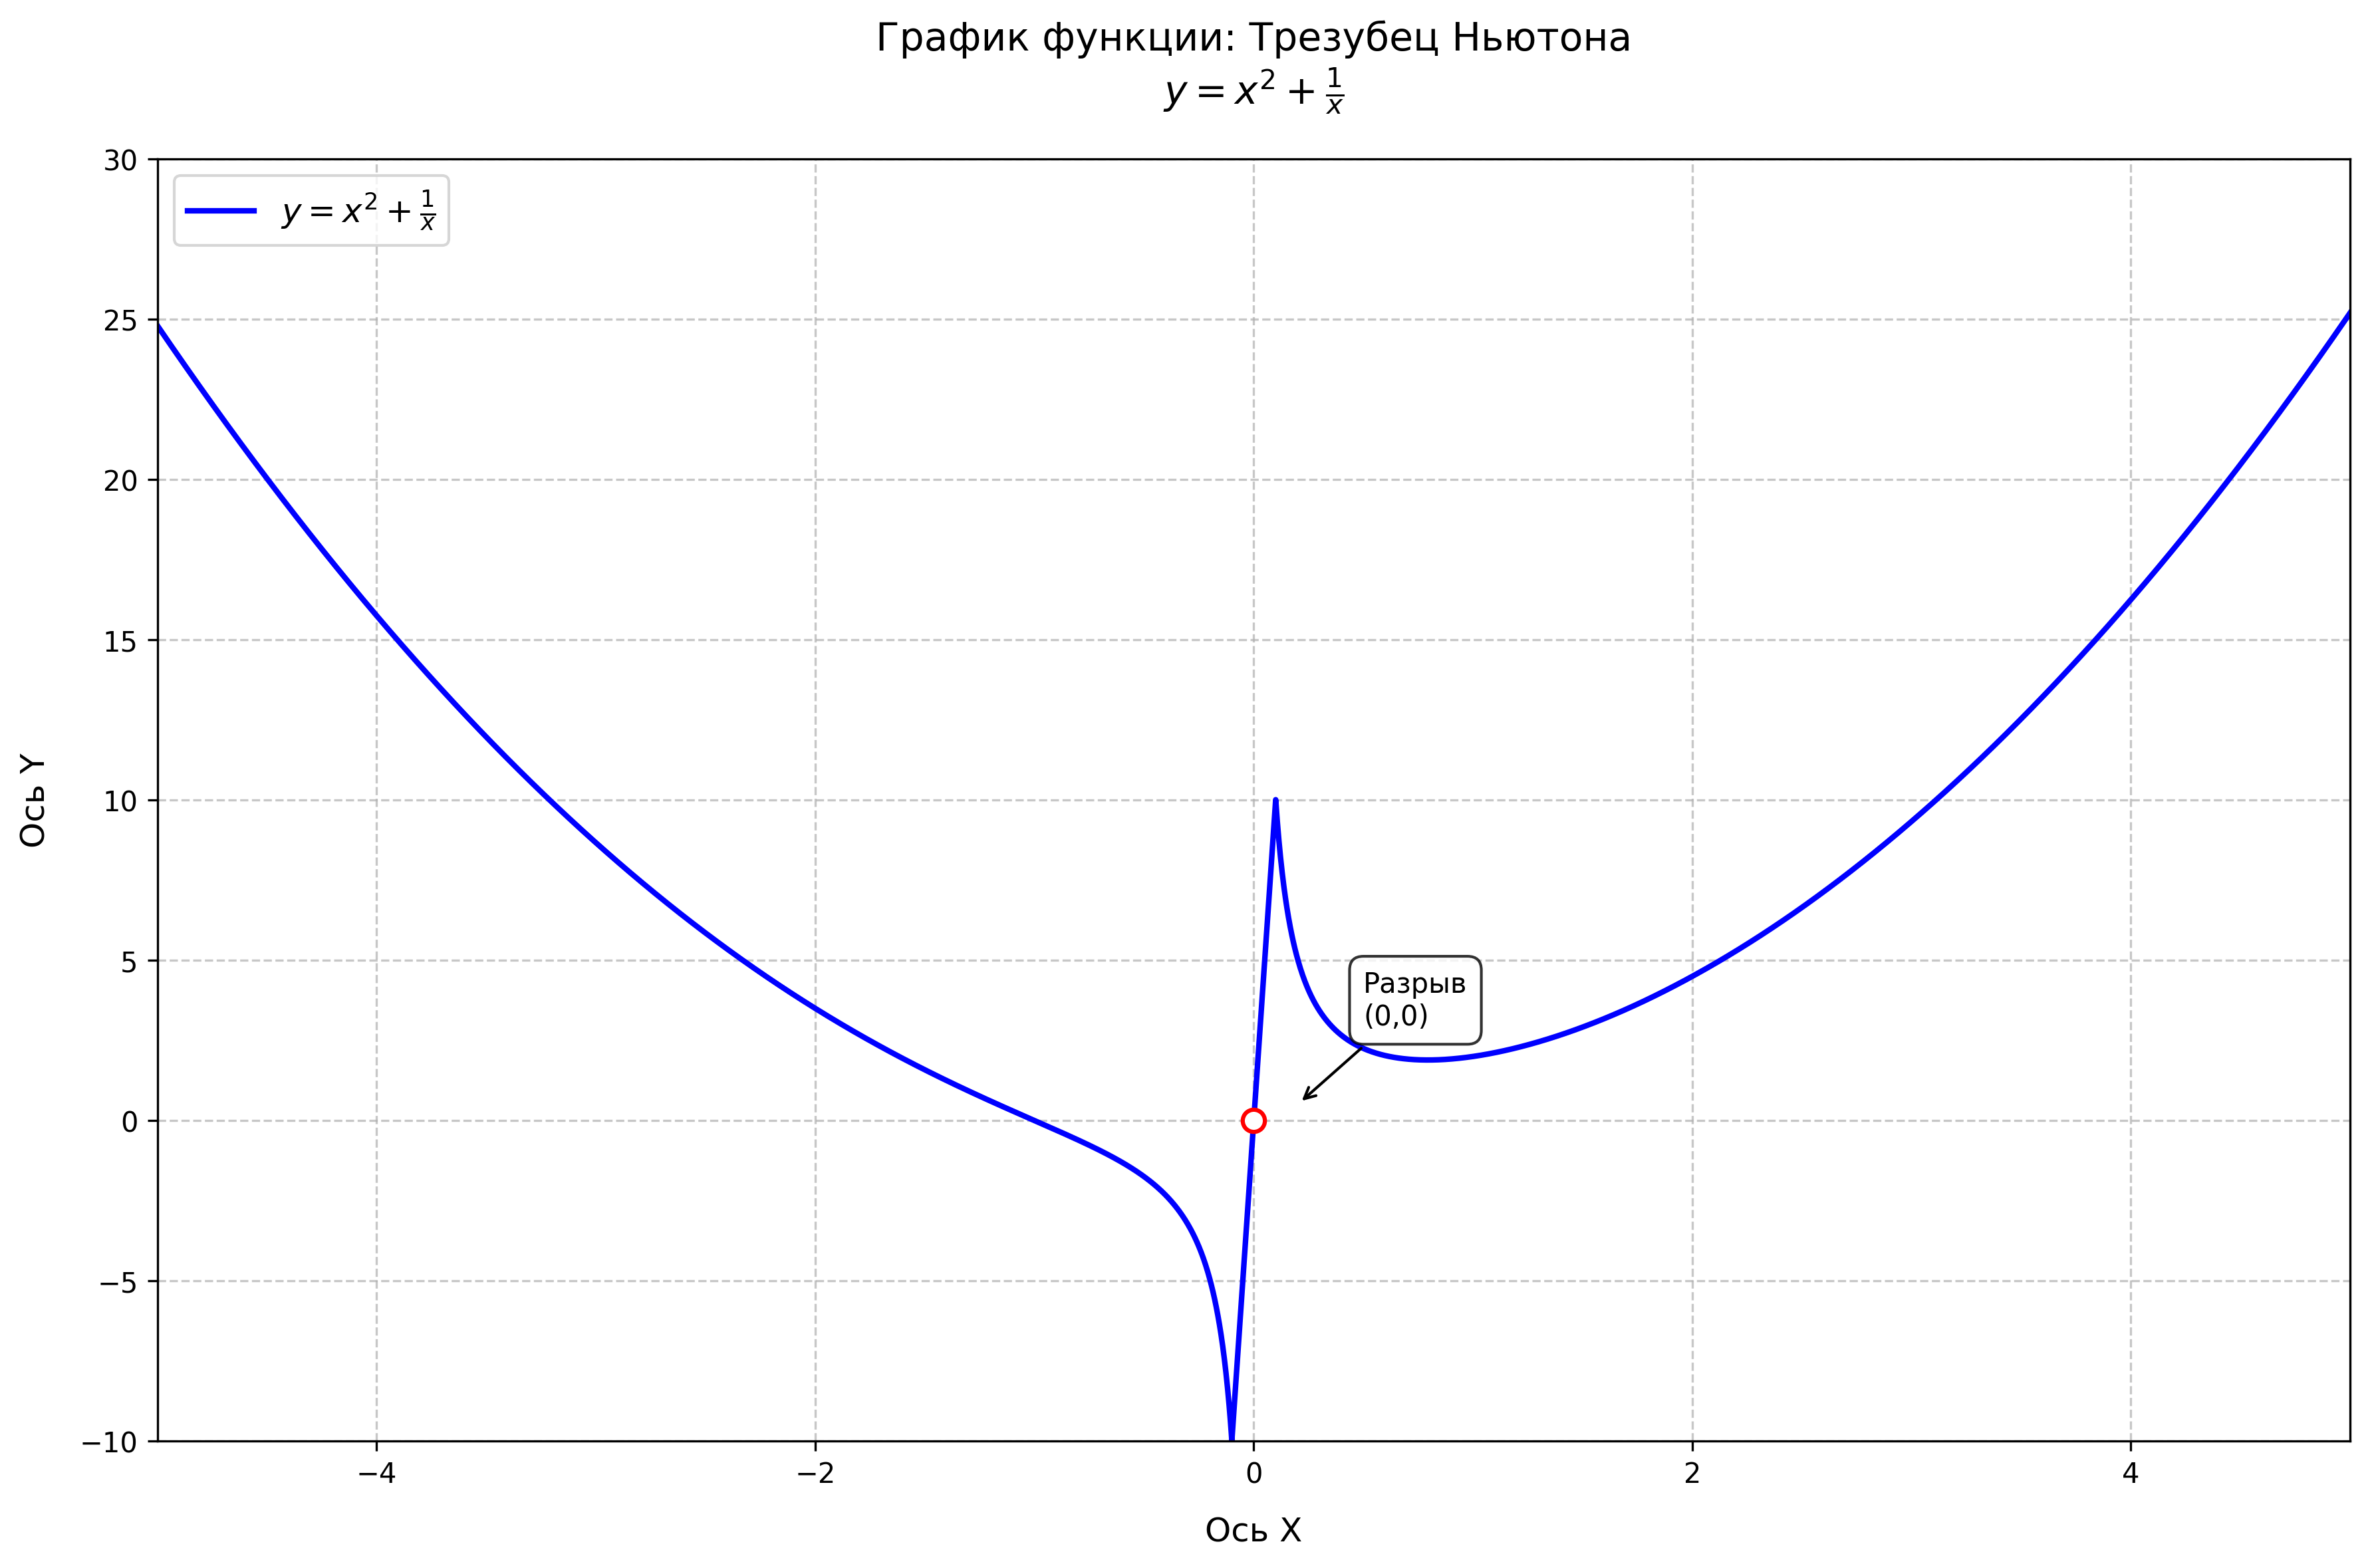 График функции: Трезубец Ньютона
y = x² + 1/x
30
25
20
15
10
5
0
−5
−10
Ось Y
y = x² + 1/x
Разрыв
(0,0)
−4
−2
0
2
4
Ось X